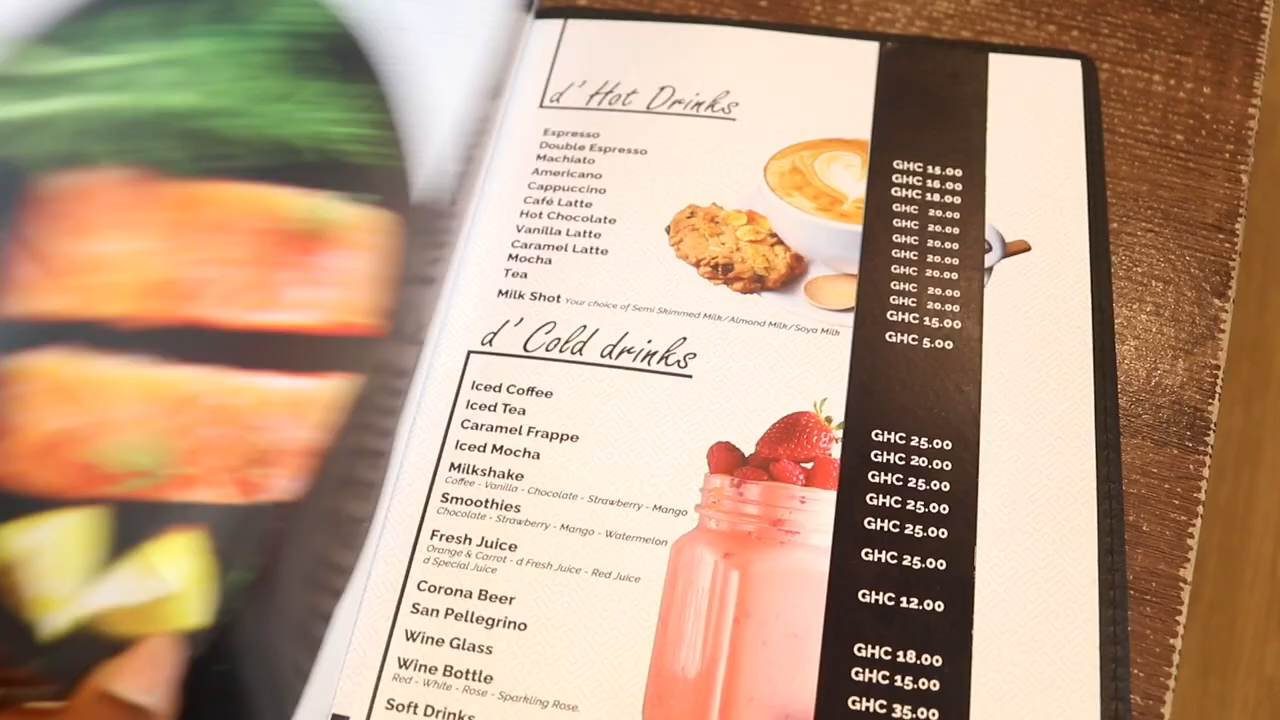 d' Hot Drinks
Espresso
Double Espresso
Machiato
Americano
Cappuccino
Café Latte
Hot Chocolate
Vanilla Latte
Caramel Latte
Mocha
Tea
Milk Shot Your choice of Semi Skimmed Milk/Almond Milk/Soya Milk
GHC 15.00
GHC 16.00
GHC 18.00
GHC 20.00
GHC 20.00
GHC 20.00
GHC 20.00
GHC 20.00
GHC 20.00
GHC 20.00
GHC 15.00
GHC 5.00
d' Cold drinks
Iced Coffee
Iced Tea
Caramel Frappe
Iced Mocha
Milkshake
Coffee - Vanilla - Chocolate - Strawberry - Mango
Smoothies
Chocolate - Strawberry - Mango - Watermelon
Fresh Juice
Orange & Carrot - d Fresh Juice - Red Juice
d Special Juice
Corona Beer
San Pellegrino
Wine Glass
Wine Bottle
Red - White - Rose - Sparkling Rose.
Soft Drinks
GHC 25.00
GHC 20.00
GHC 25.00
GHC 25.00
GHC 25.00
GHC 25.00
GHC 12.00
GHC 18.00
GHC 15.00
GHC 35.00